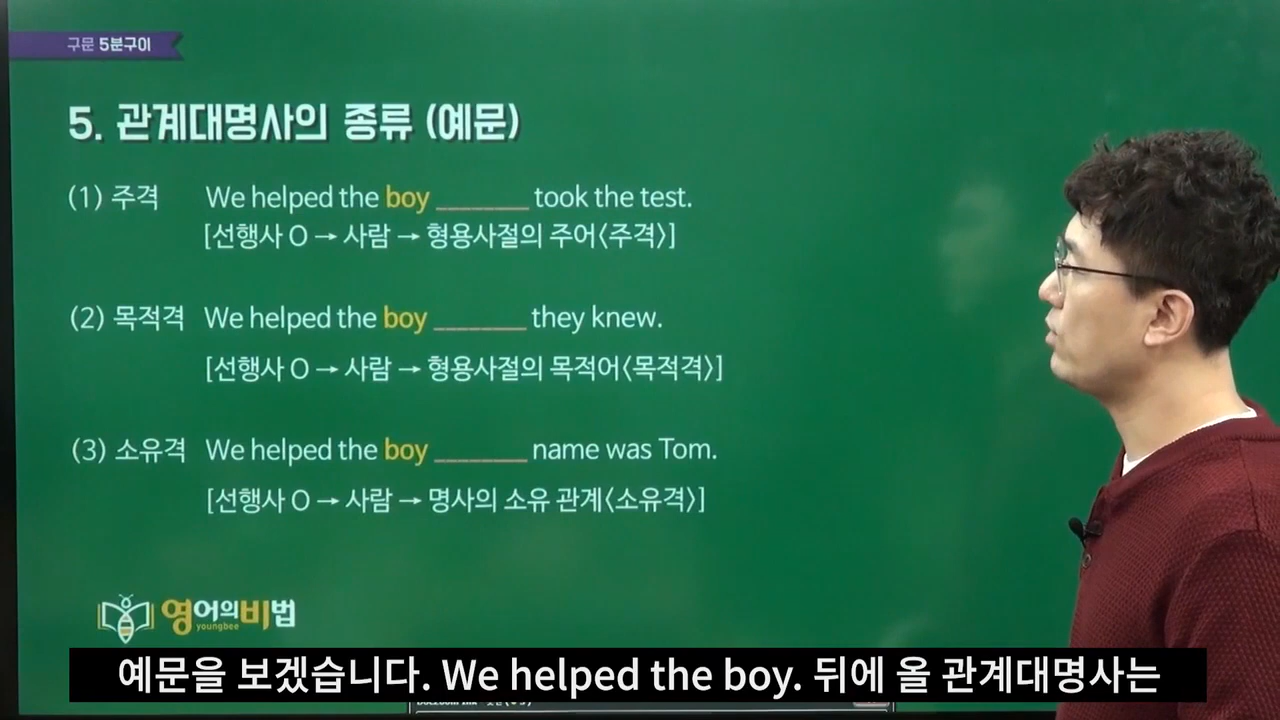 구문 5분구이
5. 관계대명사의 종류 (예문)
(1) 주격 We helped the boy ________ took the test.
[선행사 O → 사람 → 형용사절의 주어<주격>]
(2) 목적격 We helped the boy ________ they knew.
[선행사 O → 사람 → 형용사절의 목적어<목적격>]
(3) 소유격 We helped the boy ________ name was Tom.
[선행사 O → 사람 → 명사의 소유 관계<소유격>]
영어의비법
youngbee
예문을 보겠습니다. We helped the boy. 뒤에 올 관계대명사는